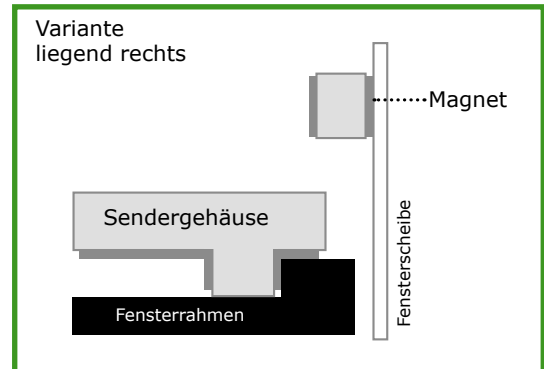 Variante
liegend rechts
Magnet
Sendergehäuse
Fensterscheibe
Fensterrahmen